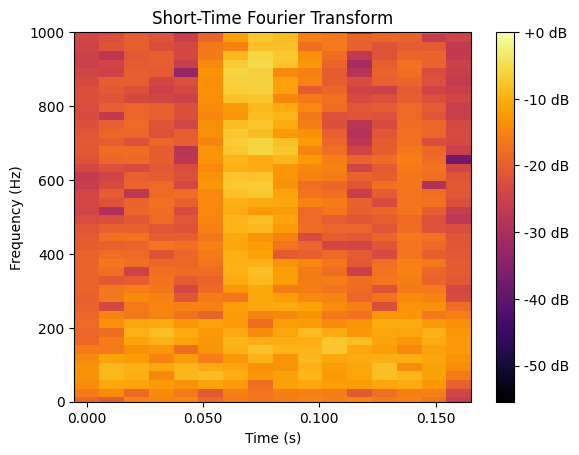 Short-Time Fourier Transform
1000
800
600
400
200
0
Frequency (Hz)
0.000
0.050
0.100
0.150
Time (s)
+0 dB
-10 dB
-20 dB
-30 dB
-40 dB
-50 dB